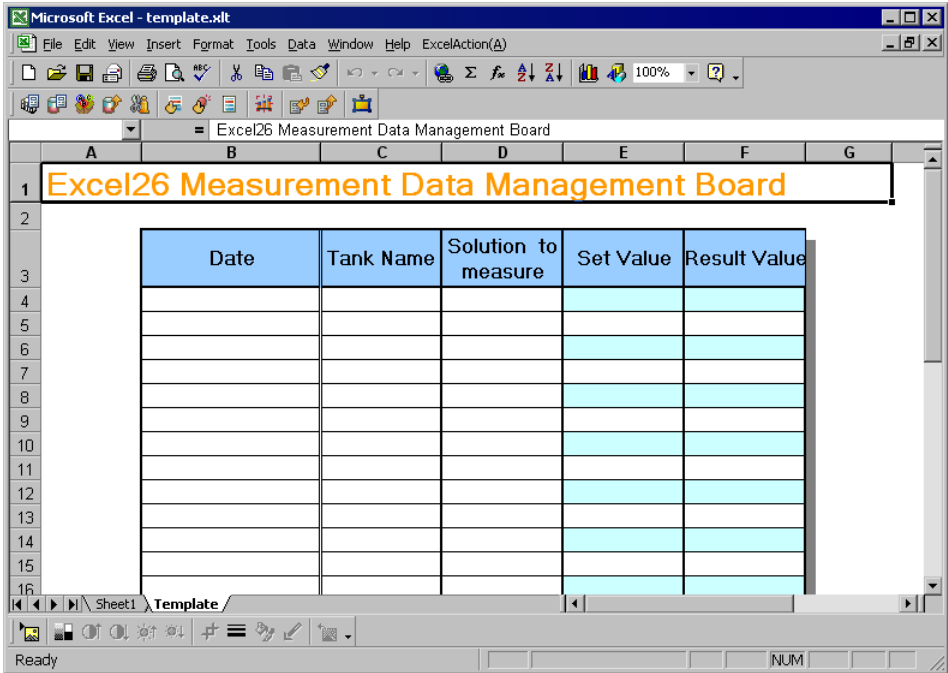 Microsoft Excel - template.xlt
File Edit View Insert Format Tools Data Window Help ExcelAction(A)
Σ fx 100%
= Excel26 Measurement Data Management Board
A B C D E F G
1 Excel26 Measurement Data Management Board
2
3 Date Tank Name Solution to measure Set Value Result Value
4
5
6
7
8
9
10
11
12
13
14
15
16
Sheet1 Template
Ready NUM